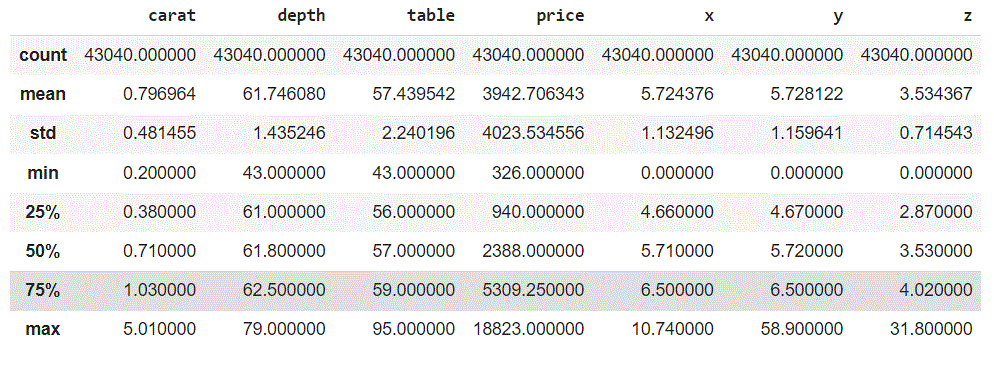 carat depth table price x y z
count 43040.000000 43040.000000 43040.000000 43040.000000 43040.000000 43040.000000 43040.000000
mean 0.796964 61.746080 57.439542 3942.706343 5.724376 5.728122 3.534367
std 0.481455 1.435246 2.240196 4023.534556 1.132496 1.159641 0.714543
min 0.200000 43.000000 43.000000 326.000000 0.000000 0.000000 0.000000
25% 0.380000 61.000000 56.000000 940.000000 4.660000 4.670000 2.870000
50% 0.710000 61.800000 57.000000 2388.000000 5.710000 5.720000 3.530000
75% 1.030000 62.500000 59.000000 5309.250000 6.500000 6.500000 4.020000
max 5.010000 79.000000 95.000000 18823.000000 10.740000 58.900000 31.800000